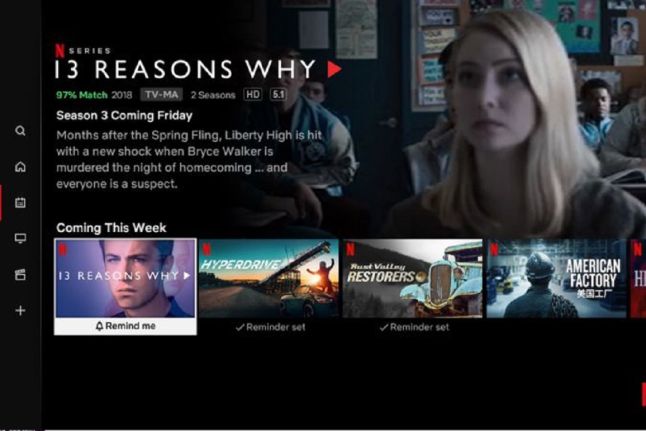 N SERIES
13 REASONS WHY
97% Match 2018 TV-MA 2 Seasons HD 5.1
Season 3 Coming Friday
Months after the Spring Fling, Liberty High is hit
with a new shock when Bryce Walker is
murdered the night of homecoming ... and
everyone is a suspect.
Coming This Week
N
13 REASONS WHY
Remind me
N
HYPERDRIVE
Reminder set
N
Rust Valley
RESTORERS
Reminder set
N
AMERICAN
FACTORY
美国工厂
N